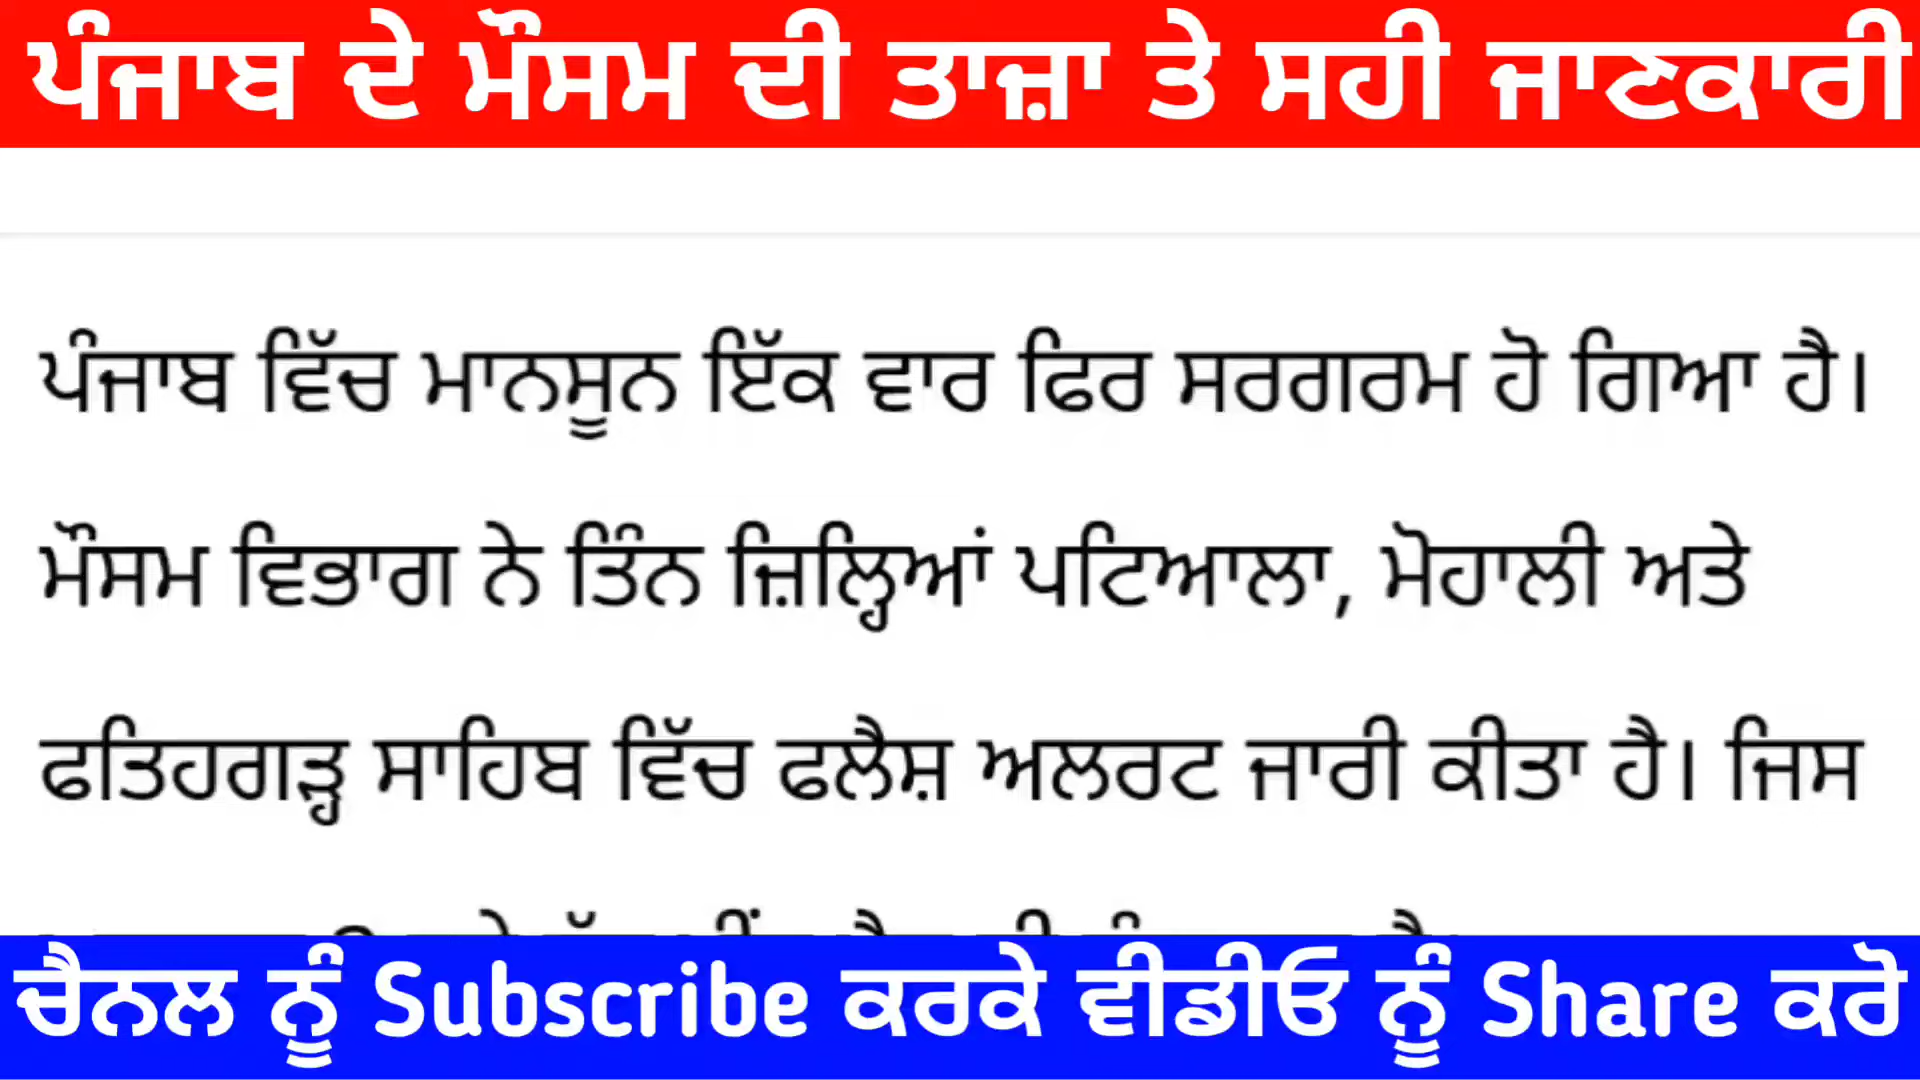 ਪੰਜਾਬ ਦੇ ਮੌਸਮ ਦੀ ਤਾਜ਼ਾ ਤੇ ਸਹੀ ਜਾਣਕਾਰੀ
ਪੰਜਾਬ ਵਿੱਚ ਮਾਨਸੂਨ ਇੱਕ ਵਾਰ ਫਿਰ ਸਰਗਰਮ ਹੋ ਗਿਆ ਹੈ।
ਮੌਸਮ ਵਿਭਾਗ ਨੇ ਤਿੰਨ ਜ਼ਿਲ੍ਹਿਆਂ ਪਟਿਆਲਾ, ਮੋਹਾਲੀ ਅਤੇ
ਫਤਿਹਗੜ੍ਹ ਸਾਹਿਬ ਵਿੱਚ ਫਲੈਸ਼ ਅਲਰਟ ਜਾਰੀ ਕੀਤਾ ਹੈ। ਜਿਸ
ਚੈਨਲ ਨੂੰ Subscribe ਕਰਕੇ ਵੀਡੀਓ ਨੂੰ Share ਕਰੋ